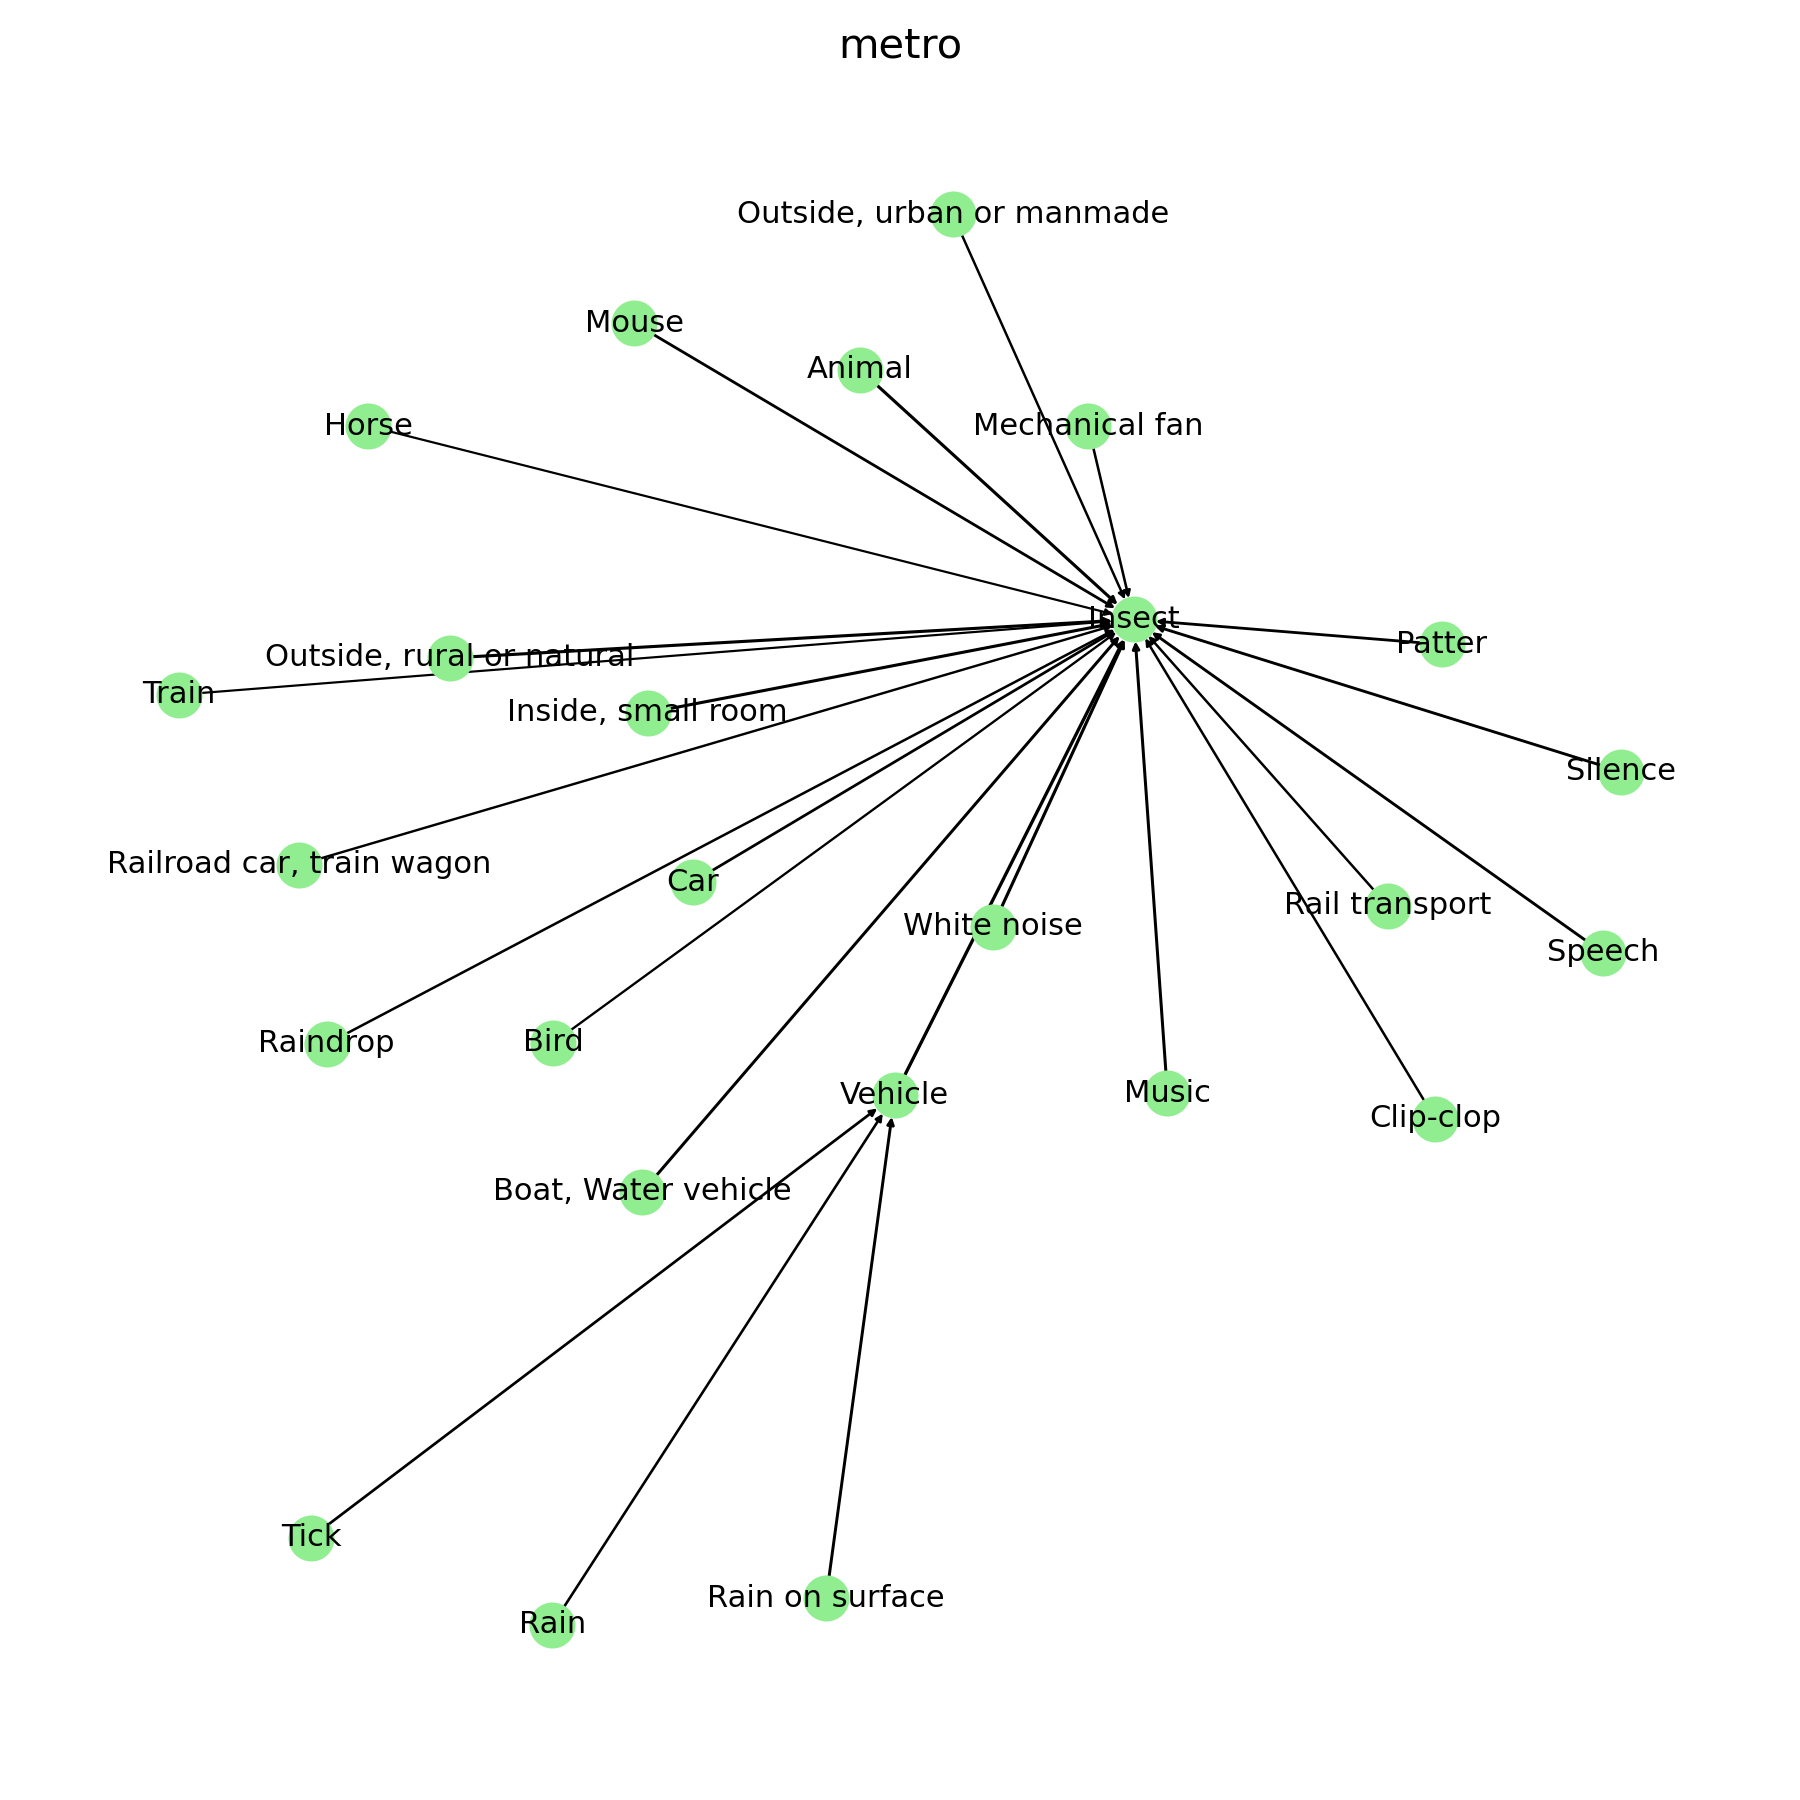 metro
Outside, urban or manmade
Mouse
Animal
Horse
Mechanical fan
Insect
Patter
Outside, rural or natural
Train
Inside, small room
Silence
Railroad car, train wagon
Car
Rail transport
White noise
Speech
Raindrop
Bird
Vehicle
Music
Clip-clop
Boat, Water vehicle
Tick
Rain on surface
Rain